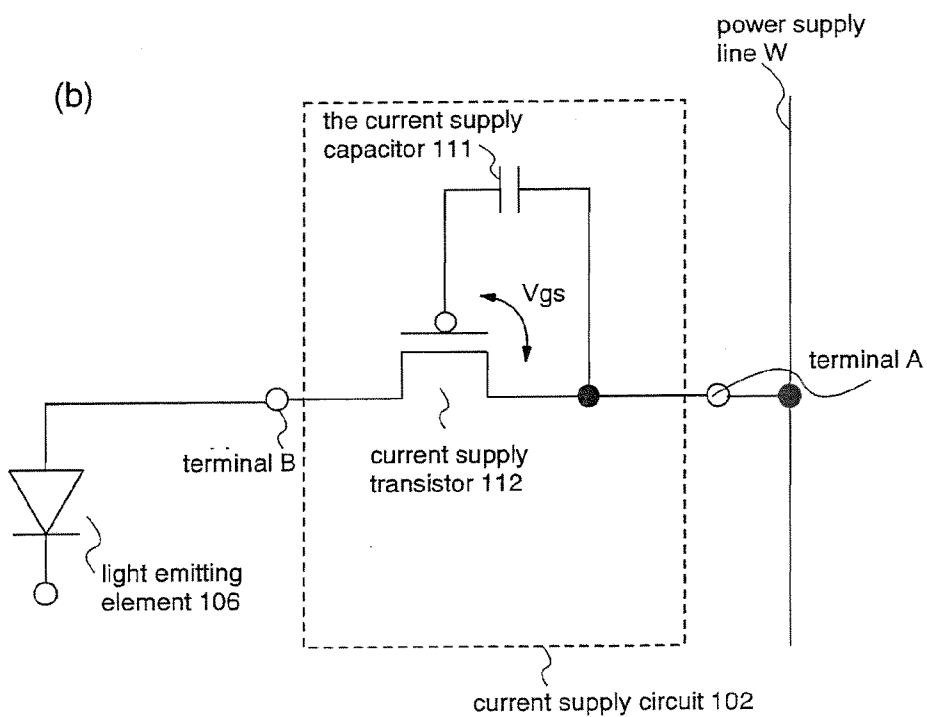 power supply
line W
(b)
the current supply
capacitor 111
Vgs
terminal A
terminal B
current supply
transistor 112
light emitting
element 106
current supply circuit 102